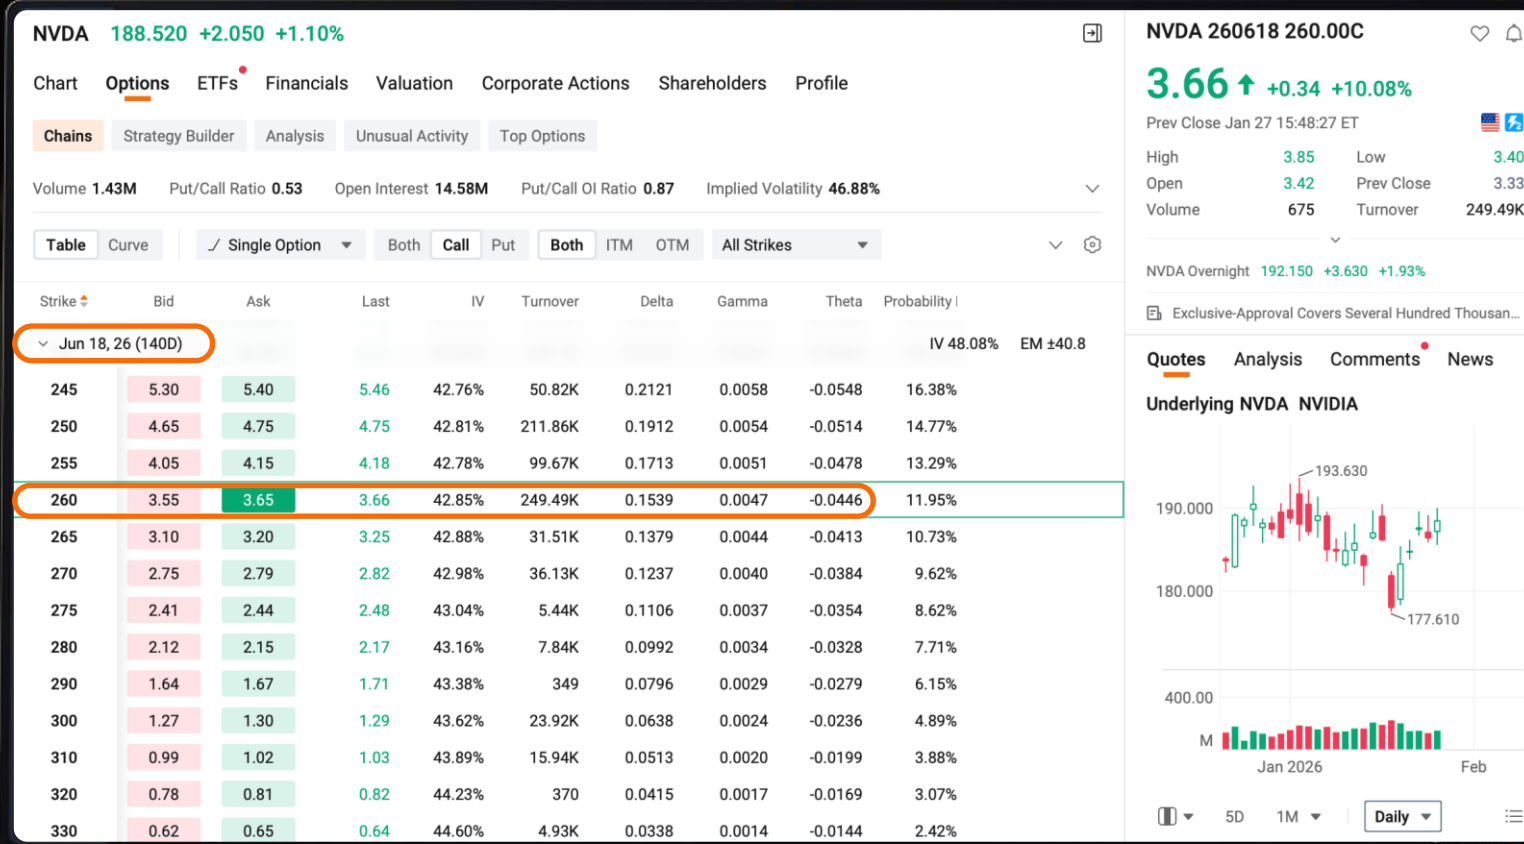 NVDA 188.520 +2.050 +1.10%
Chart Options ETFs Financials Valuation Corporate Actions Shareholders Profile
Chains Strategy Builder Analysis Unusual Activity Top Options
Volume 1.43M Put/Call Ratio 0.53 Open Interest 14.58M Put/Call OI Ratio 0.87 Implied Volatility 46.88%
Table Curve Single Option Both Call Put Both ITM OTM All Strikes
Strike Bid Ask Last IV Turnover Delta Gamma Theta Probability
Jun 18, 26 (140D) IV 48.08% EM ±40.8
245 5.30 5.40 5.46 42.76% 50.82K 0.2121 0.0058 -0.0548 16.38%
250 4.65 4.75 4.75 42.81% 211.86K 0.1912 0.0054 -0.0514 14.77%
255 4.05 4.15 4.18 42.78% 99.67K 0.1713 0.0051 -0.0478 13.29%
260 3.55 3.65 3.66 42.85% 249.49K 0.1539 0.0047 -0.0446 11.95%
265 3.10 3.20 3.25 42.88% 31.51K 0.1379 0.0044 -0.0413 10.73%
270 2.75 2.79 2.82 42.98% 36.13K 0.1237 0.0040 -0.0384 9.62%
275 2.41 2.44 2.48 43.04% 5.44K 0.1106 0.0037 -0.0354 8.62%
280 2.12 2.15 2.17 43.16% 7.84K 0.0992 0.0034 -0.0328 7.71%
290 1.64 1.67 1.71 43.38% 349 0.0796 0.0029 -0.0279 6.15%
300 1.27 1.30 1.29 43.62% 23.92K 0.0638 0.0024 -0.0236 4.89%
310 0.99 1.02 1.03 43.89% 15.94K 0.0513 0.0020 -0.0199 3.88%
320 0.78 0.81 0.82 44.23% 370 0.0415 0.0017 -0.0169 3.07%
330 0.62 0.65 0.64 44.60% 4.93K 0.0338 0.0014 -0.0144 2.42%
NVDA 260618 260.00C
3.66 +0.34 +10.08%
Prev Close Jan 27 15:48:27 ET
High 3.85 Low 3.40
Open 3.42 Prev Close 3.33
Volume 675 Turnover 249.49K
NVDA Overnight 192.150 +3.630 +1.93%
Exclusive-Approval Covers Several Hundred Thousan...
Quotes Analysis Comments News
Underlying NVDA NVIDIA
193.630
190.000
180.000
177.610
400.00
M
Jan 2026 Feb
5D 1M Daily